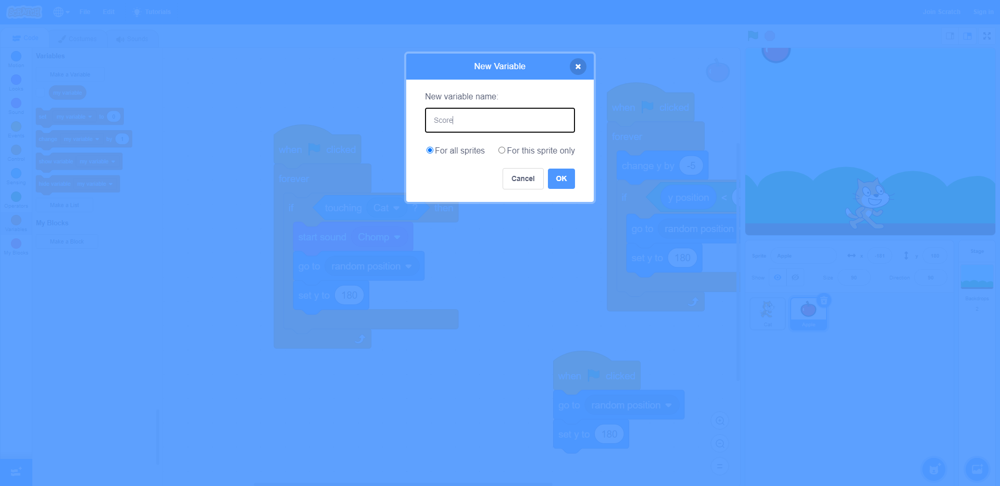 SCRATCH
File
Edit
Tutorials
Join Scratch
Sign in
Code
Costumes
Sounds
Motion
Looks
Sound
Events
Control
Sensing
Operators
Variables
My Blocks
Variables
Make a Variable
my variable
set my variable to 0
change my variable by 1
show variable my variable
hide variable my variable
Make a List
My Blocks
Make a Block
when clicked
forever
if touching Cat ? then
start sound Chomp
go to random position
set y to 180
New Variable
New variable name:
Score
For all sprites
For this sprite only
Cancel
OK
when clicked
forever
change y by -5
if y position <
go to random position
set y to 180
when clicked
go to random position
set y to 180
Sprite Apple x -181 y 180
Show Size 90 Direction 90
Cat
Apple
Stage
Backdrops
2